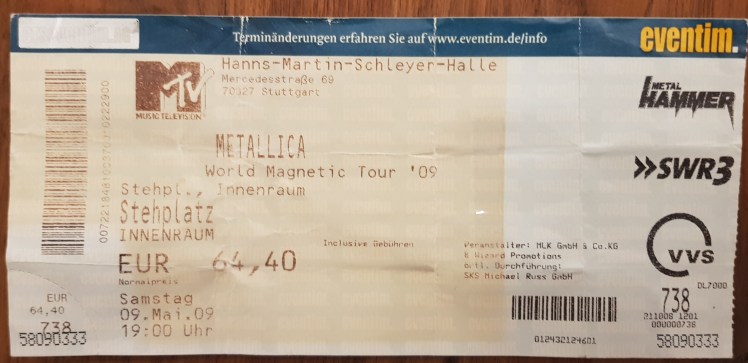 Terminänderungen erfahren Sie auf www.eventim.de/info
eventim.
MTV
MUSIC TELEVISION
Hanns-Martin-Schleyer-Halle
Mercedesstraße 69
70327 Stuttgart
METALLICA
World Magnetic Tour '09
Stehpl., Innenraum
Stehplatz
INNENRAUM
Inclusive Gebühren
EUR 64,40
Normalpreis
Samstag
09.Mai.09
19:00 Uhr
EUR
64,40
738
58090333
METAL
HAMMER
>>SWR3
VVS
Veranstalter: MLK GmbH & Co.KG
& Wizard Promotions
örtl. Durchführung:
SKS Michael Russ GmbH
012430124601
DL7000
738
211008 1201
000000738
58090333